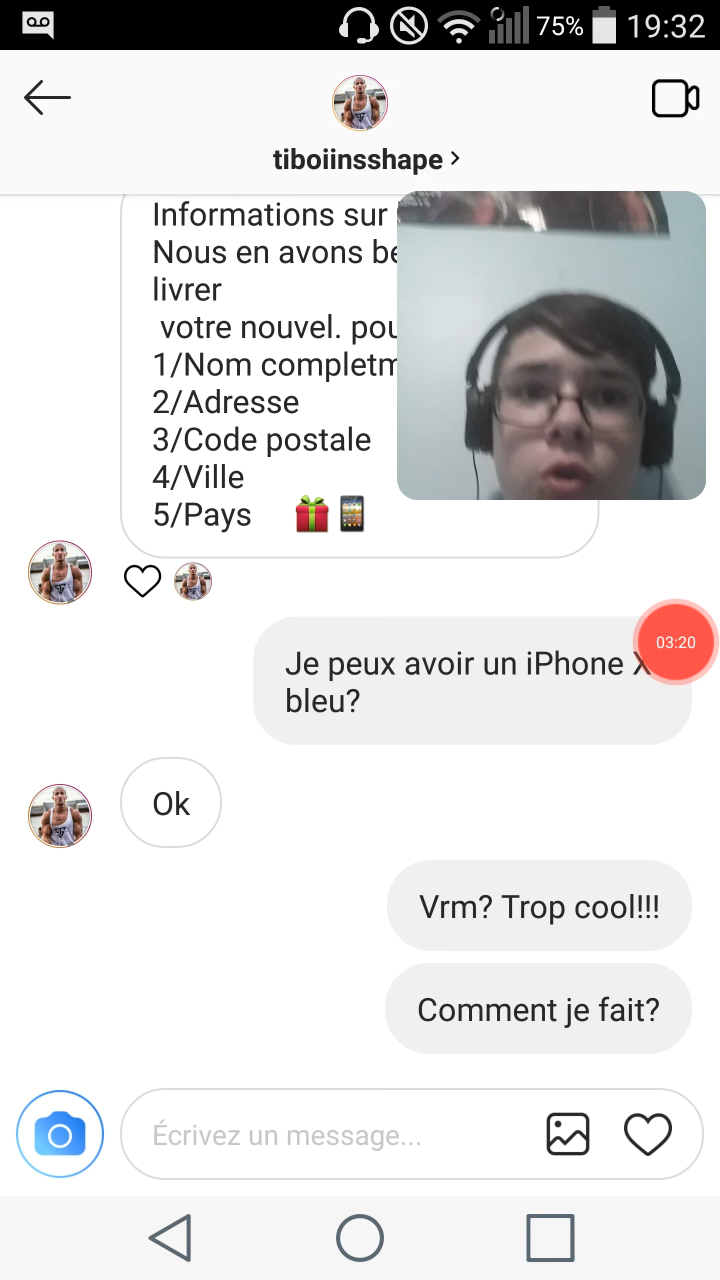 75% 19:32
tiboiinsshape >
Informations sur
Nous en avons
livrer
votre nouvel. pou
1/Nom completm
2/Adresse
3/Code postale
4/Ville
5/Pays
03:20
Je peux avoir un iPhone X
bleu?
Ok
Vrm? Trop cool!!!
Comment je fait?
Écrivez un message...